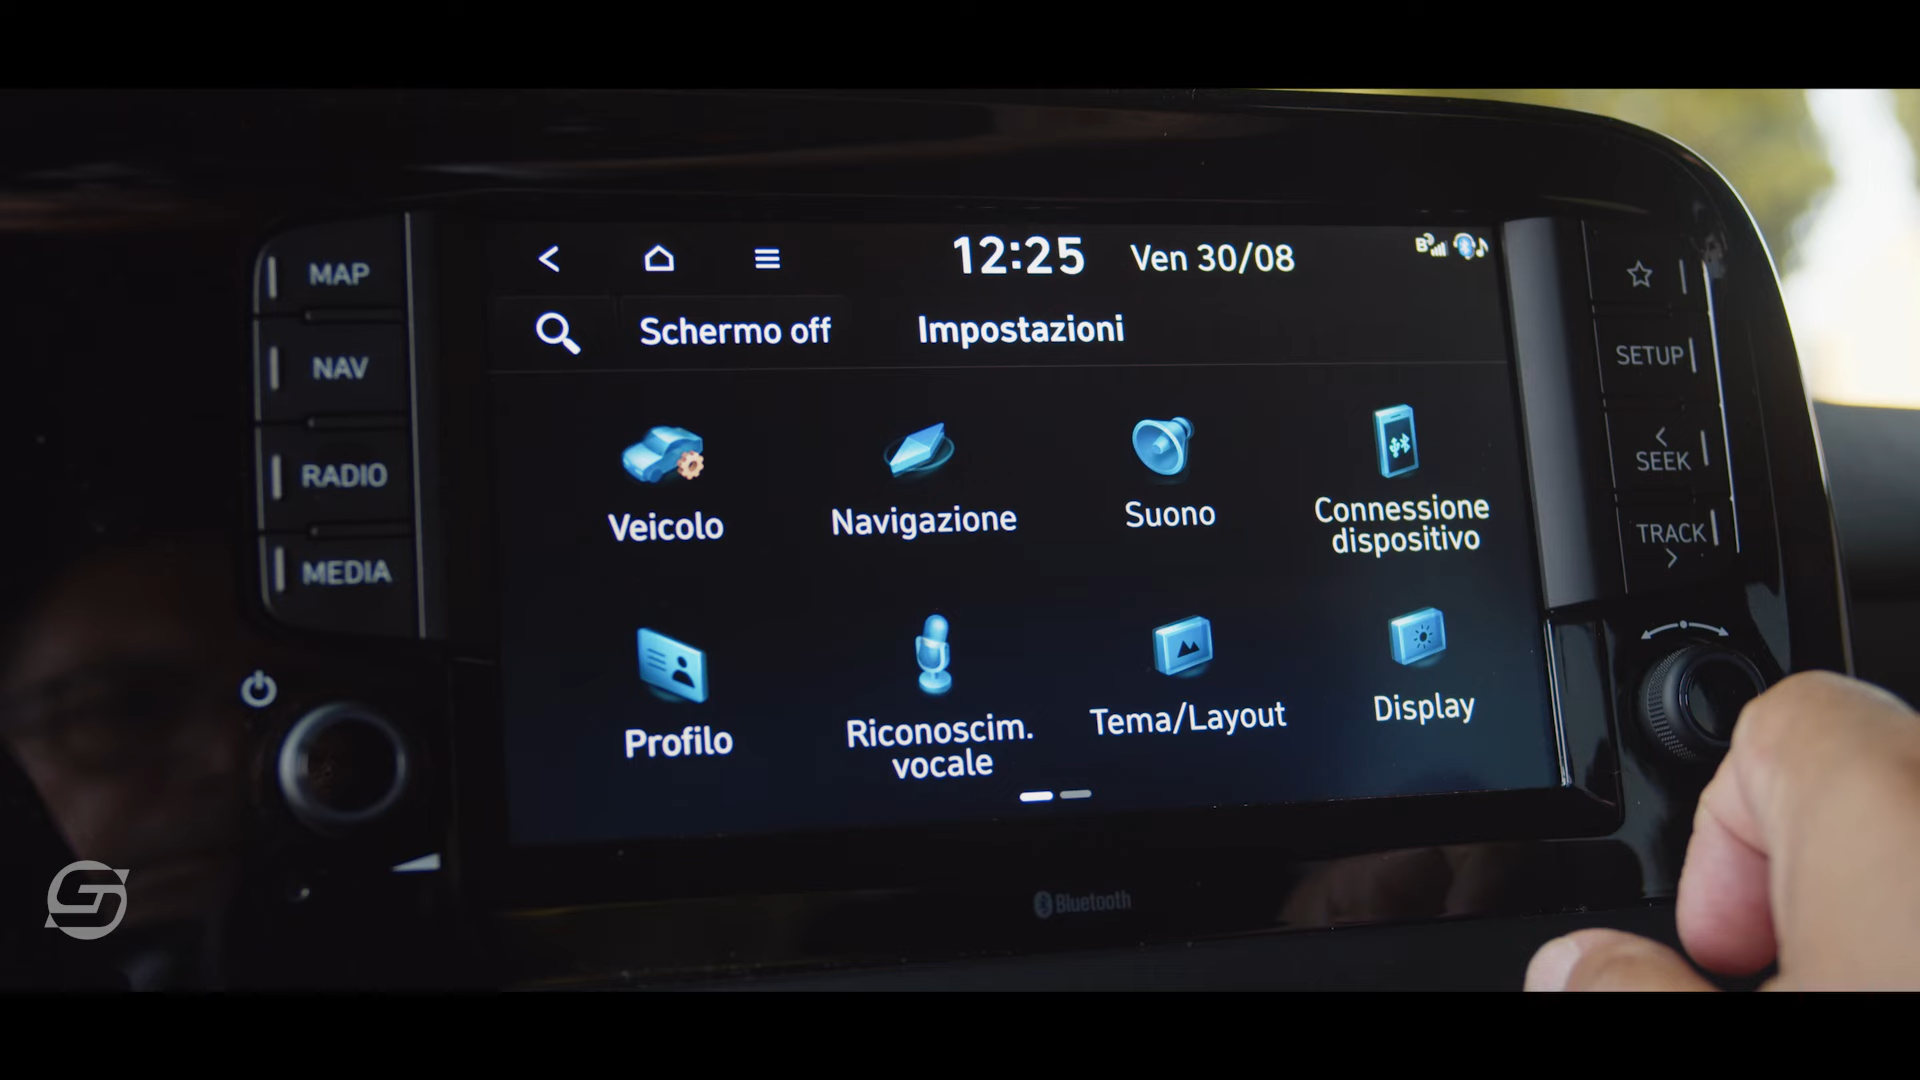 12:25 Ven 30/08
Schermo off Impostazioni
MAP
NAV
RADIO
MEDIA
Veicolo
Navigazione
Suono
Connessione
dispositivo
Profilo
Riconoscim.
vocale
Tema/Layout
Display
SETUP
SEEK
TRACK
Bluetooth